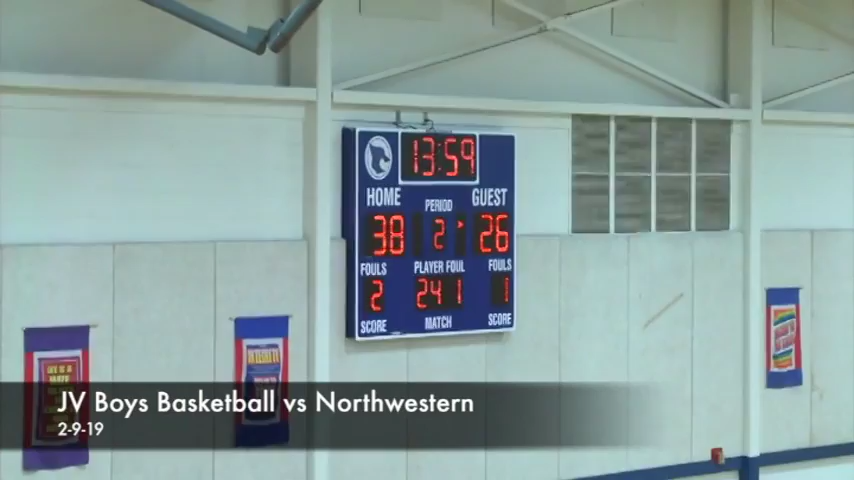 13:59
HOME GUEST
PERIOD
38 2 26
FOULS PLAYER FOUL FOULS
2 24 1 1
SCORE MATCH SCORE
JV Boys Basketball vs Northwestern
2-9-19